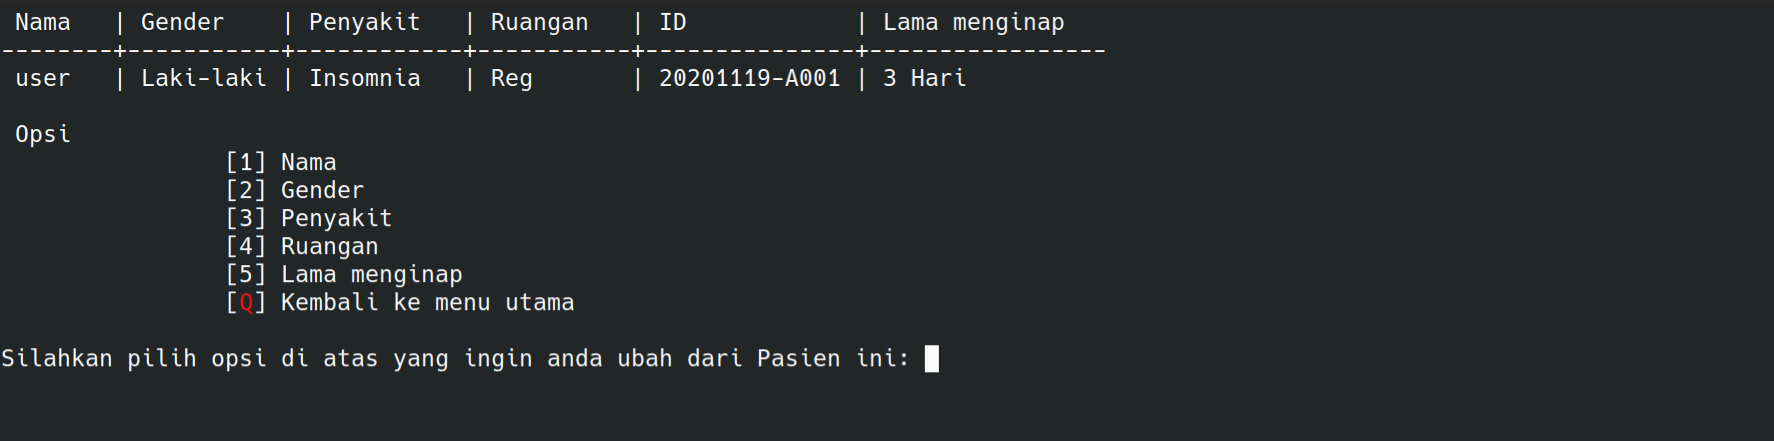 Nama   | Gender    | Penyakit   | Ruangan   | ID            | Lama menginap
--------+-----------+------------+-----------+---------------+-----------------
user   | Laki-laki | Insomnia   | Reg       | 20201119-A001 | 3 Hari
Opsi
[1] Nama
[2] Gender
[3] Penyakit
[4] Ruangan
[5] Lama menginap
[Q] Kembali ke menu utama
Silahkan pilih opsi di atas yang ingin anda ubah dari Pasien ini: